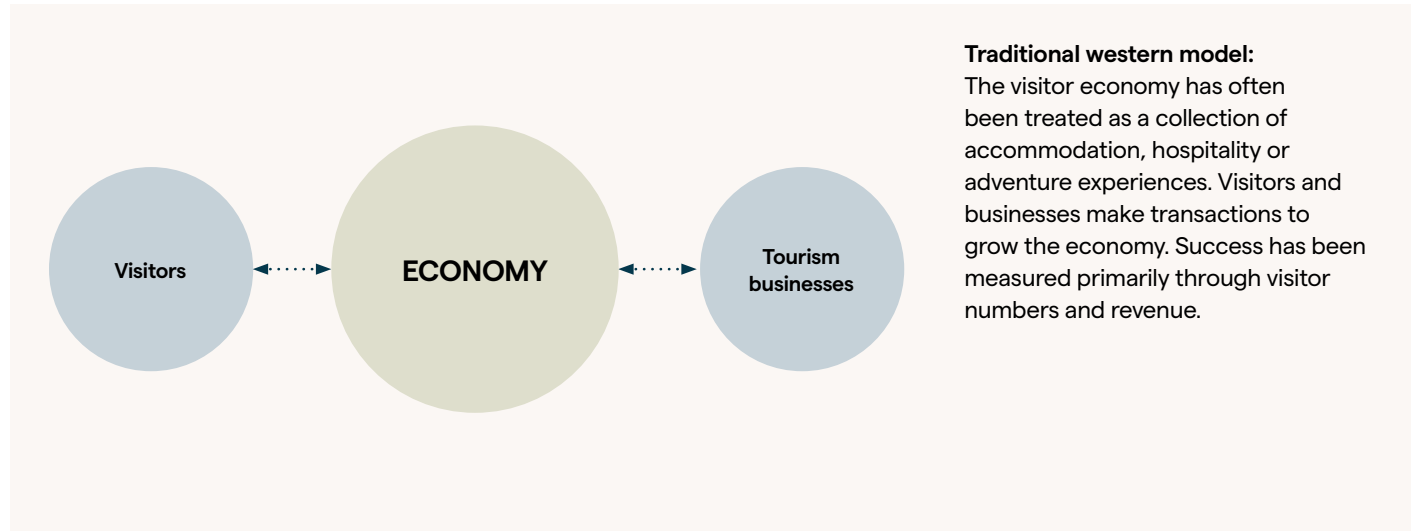 Traditional western model:
The visitor economy has often
been treated as a collection of
accommodation, hospitality or
adventure experiences. Visitors and
businesses make transactions to
grow the economy. Success has been
measured primarily through visitor
numbers and revenue.
Visitors
ECONOMY
Tourism
businesses